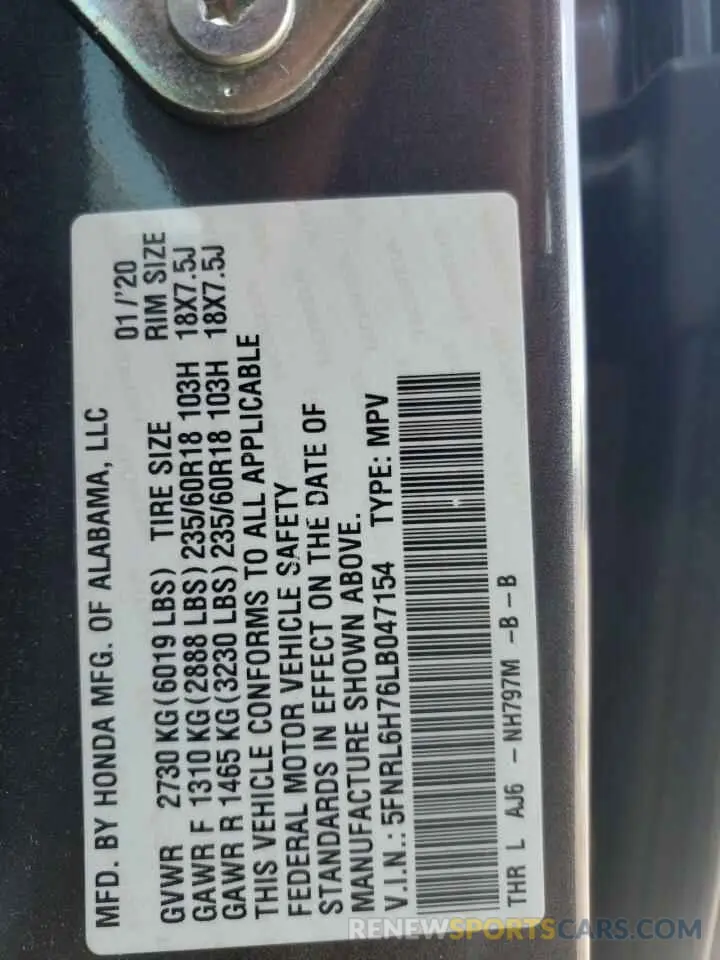 MFD. BY HONDA MFG. OF ALABAMA, LLC 01/'20
GVWR 2730 KG(6019 LBS) TIRE SIZE RIM SIZE
GAWR F 1310 KG(2888 LBS)235/60R18 103H 18X7.5J
GAWR R 1465 KG(3230 LBS)235/60R18 103H 18X7.5J
THIS VEHICLE CONFORMS TO ALL APPLICABLE
FEDERAL MOTOR VEHICLE SAFETY
STANDARDS IN EFFECT ON THE DATE OF
MANUFACTURE SHOWN ABOVE.
V.I.N.: 5FNRL6H76LB047154 TYPE: MPV
THR L AJ6 - NH797M -B-B
RENEWSPORTSCARS.COM